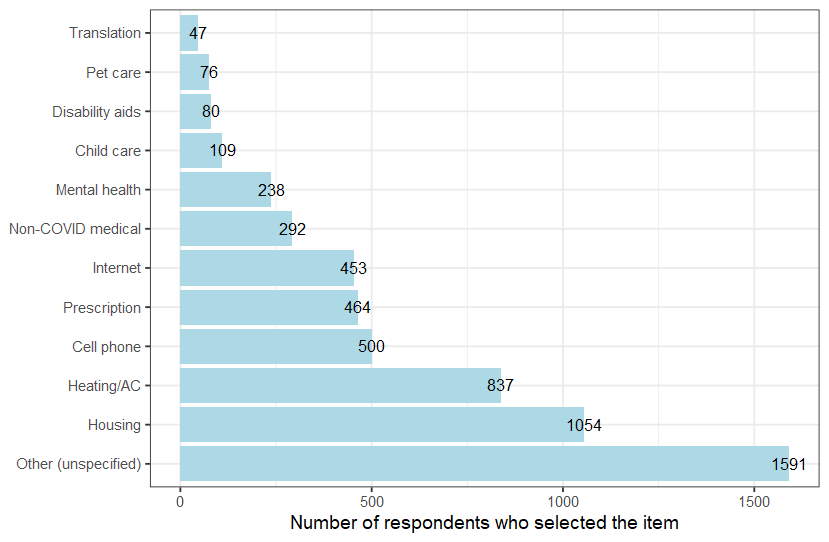 Translation 47
Pet care 76
Disability aids 80
Child care 109
Mental health 238
Non-COVID medical 292
Internet 453
Prescription 464
Cell phone 500
Heating/AC 837
Housing 1054
Other (unspecified) 1591
0 500 1000 1500
Number of respondents who selected the item